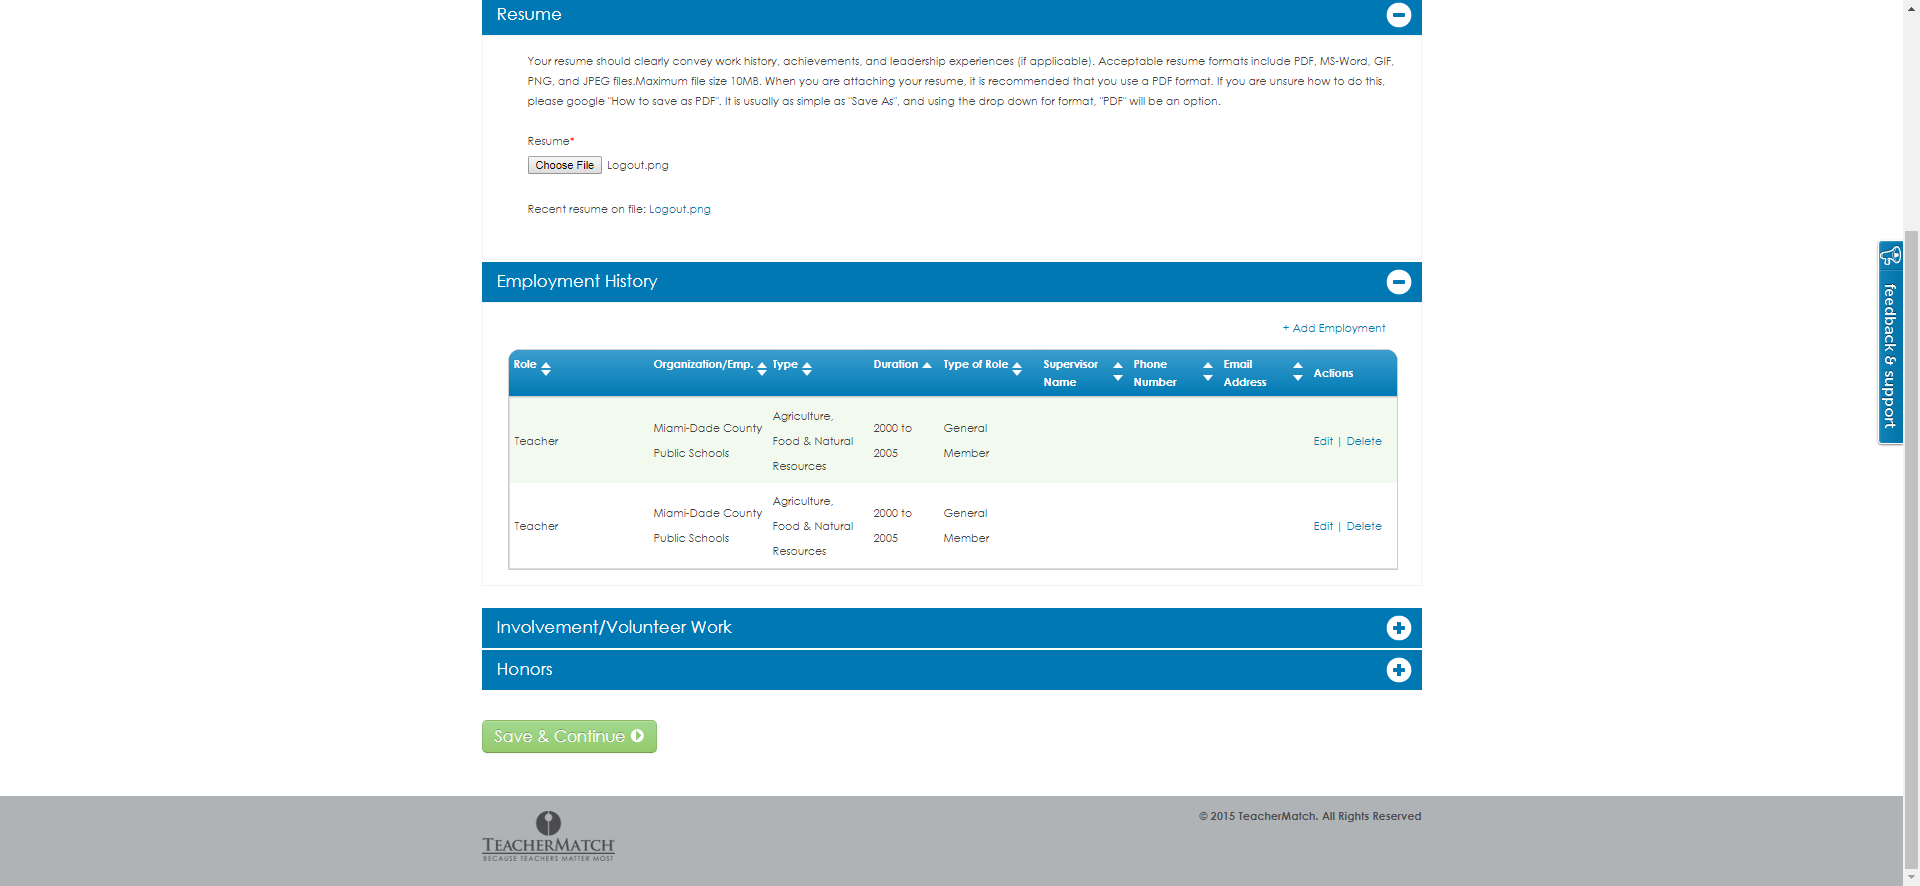 Resume
Your resume should clearly convey work history, achievements, and leadership experiences (if applicable). Acceptable resume formats include PDF, MS-Word, GIF,
PNG, and JPEG files.Maximum file size 10MB. When you are attaching your resume, it is recommended that you use a PDF format. If you are unsure how to do this,
please google "How to save as PDF". It is usually as simple as "Save As", and using the drop down for format, "PDF" will be an option.
Resume*
Choose File Logout.png
Recent resume on file: Logout.png
Employment History
+ Add Employment
Role Organization/Emp. Type Duration Type of Role Supervisor Name Phone Number Email Address Actions
Teacher
Miami-Dade County
Public Schools
Agriculture,
Food & Natural
Resources
2000 to
2005
General
Member
Edit | Delete
Teacher
Miami-Dade County
Public Schools
Agriculture,
Food & Natural
Resources
2000 to
2005
General
Member
Edit | Delete
Involvement/Volunteer Work
Honors
Save & Continue
feedback & support
TEACHERMATCH
BECAUSE TEACHERS MATTER MOST
© 2015 TeacherMatch. All Rights Reserved